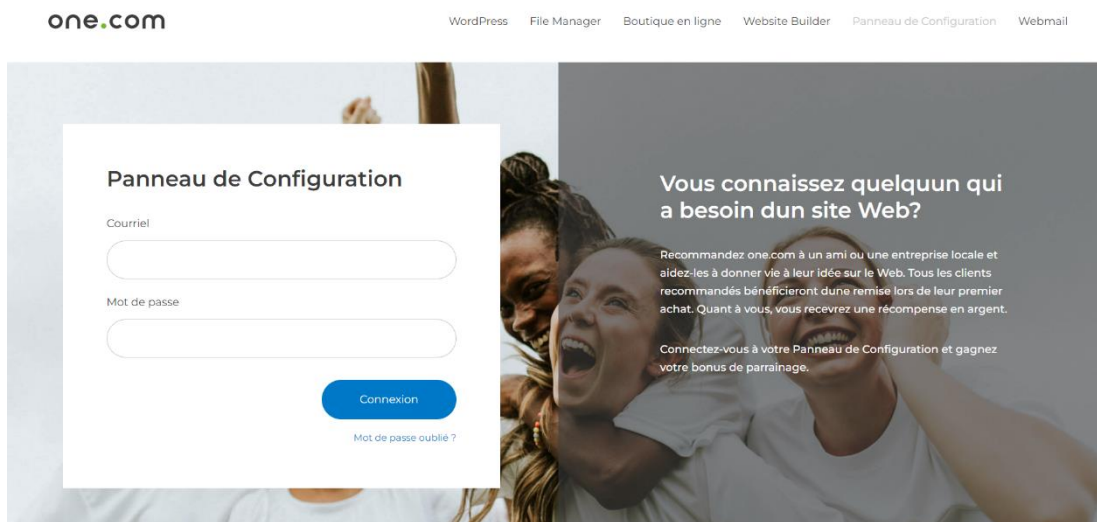 one.com
WordPress File Manager Boutique en ligne Website Builder Panneau de Configuration Webmail
Panneau de Configuration
Courriel
Mot de passe
Connexion
Mot de passe oublié ?
Vous connaissez quelquun qui
a besoin dun site Web?
Recommandez one.com à un ami ou une entreprise locale et
aidez-les à donner vie à leur idée sur le Web. Tous les clients
recommandés bénéficieront dune remise lors de leur premier
achat. Quant à vous, vous recevrez une récompense en argent.
Connectez-vous à votre Panneau de Configuration et gagnez
votre bonus de parrainage.